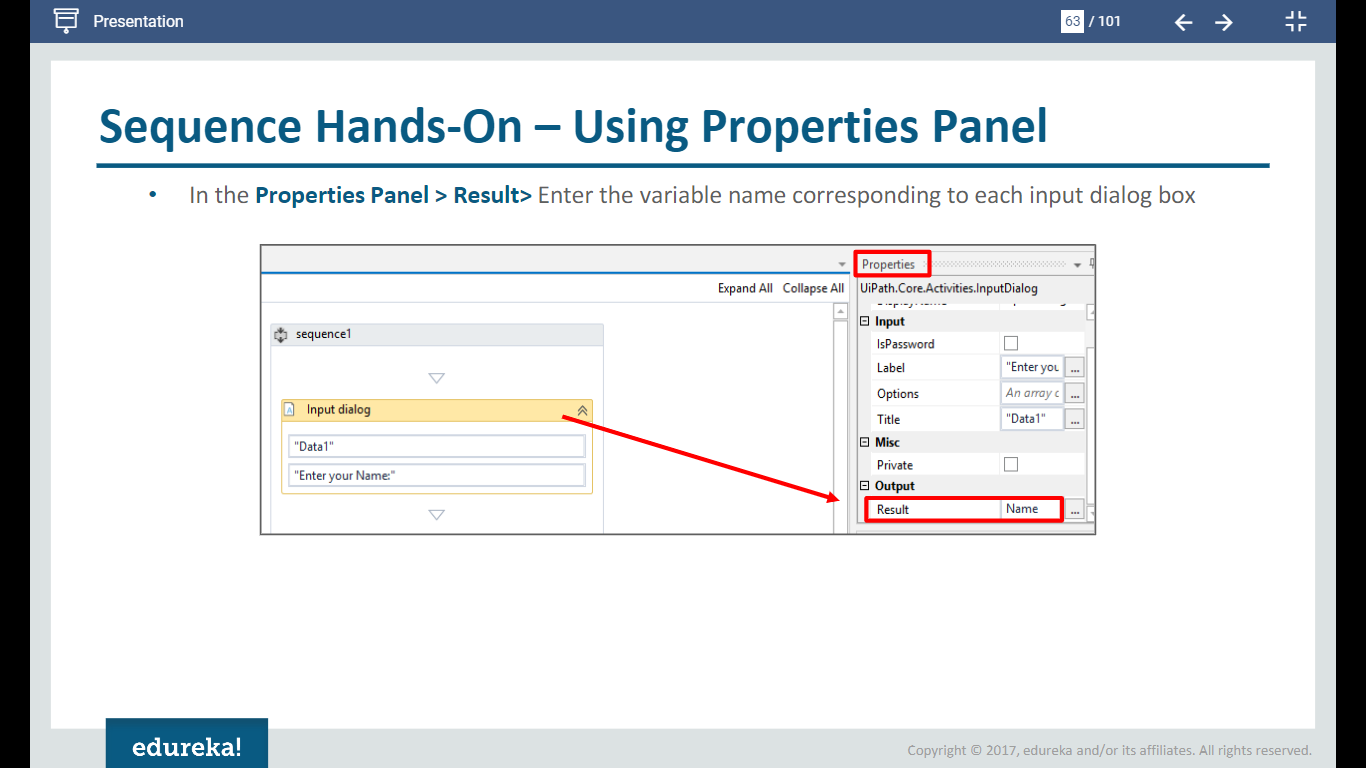 Presentation
63 / 101
Sequence Hands-On – Using Properties Panel
• In the Properties Panel > Result> Enter the variable name corresponding to each input dialog box
Properties
Expand All Collapse All
UiPath.Core.Activities.InputDialog
sequence1
Input
IsPassword
Label "Enter you ...
Options An array c ...
Title "Data1" ...
Input dialog
"Data1"
"Enter your Name:"
Misc
Private
Output
Result Name ...
edureka!
Copyright © 2017, edureka and/or its affiliates. All rights reserved.